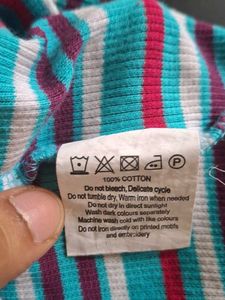 100% COTTON
Do not bleach, Delicate cycle
Do not tumble dry, Warm iron when needed
Do not dry in direct sunlight
Wash dark colours separately
Machine wash cold with like colours
Do not iron directly on printed motifs
and embroidery